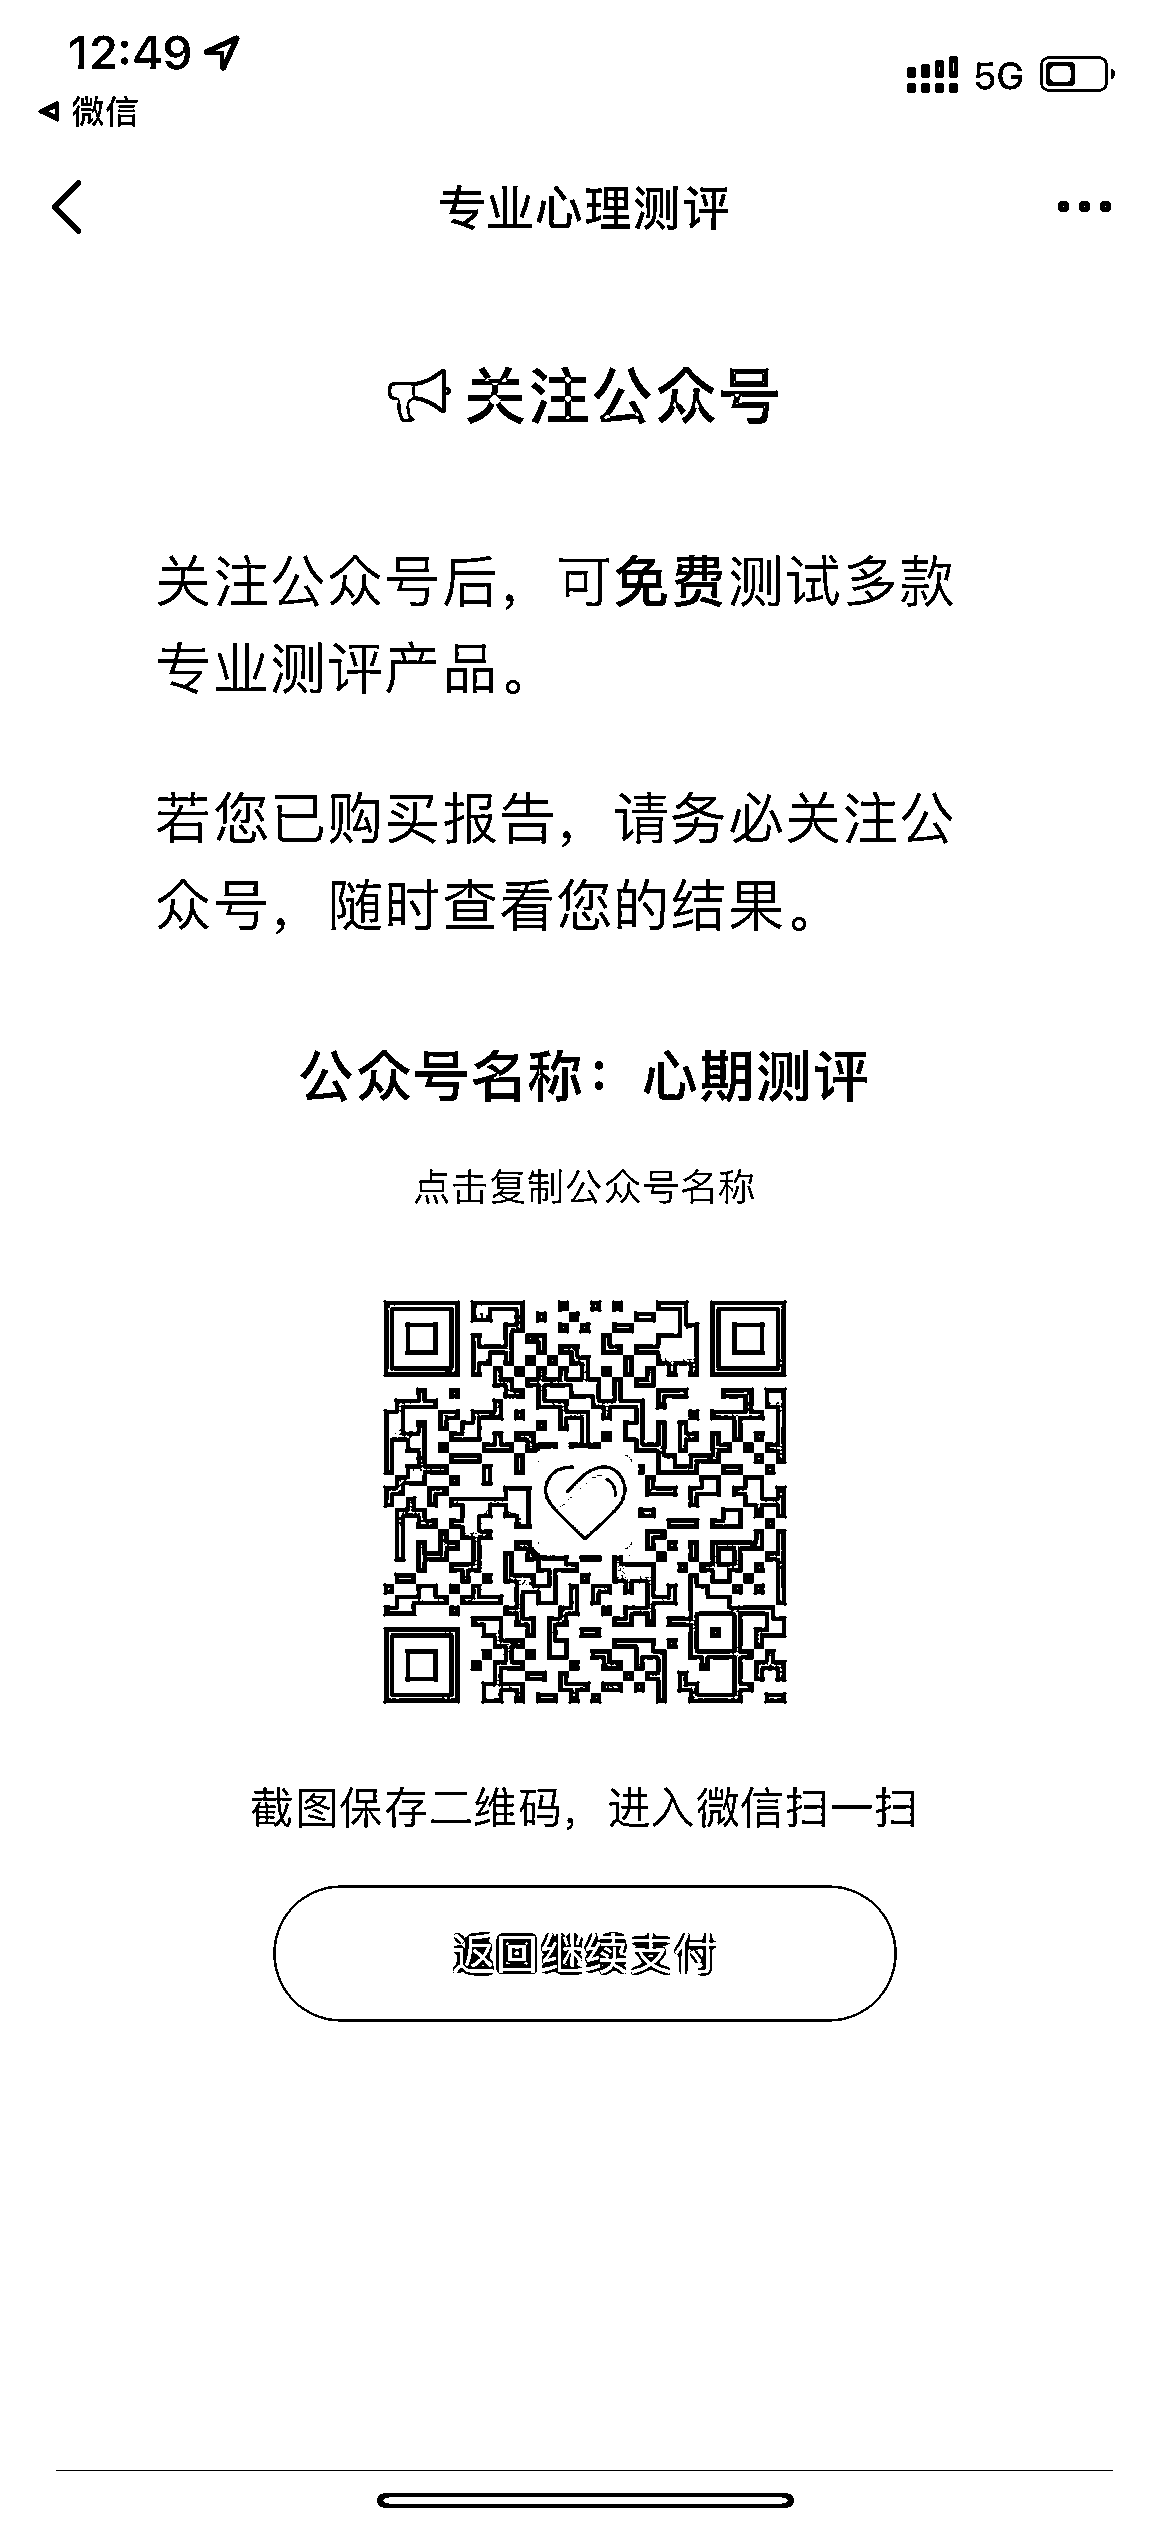 12:49
5G
微信
专业心理测评
关注公众号
关注公众号后，可免费测试多款
专业测评产品。
若您已购买报告，请务必关注公
众号，随时查看您的结果。
公众号名称：心期测评
点击复制公众号名称
截图保存二维码，进入微信扫一扫
返回继续支付